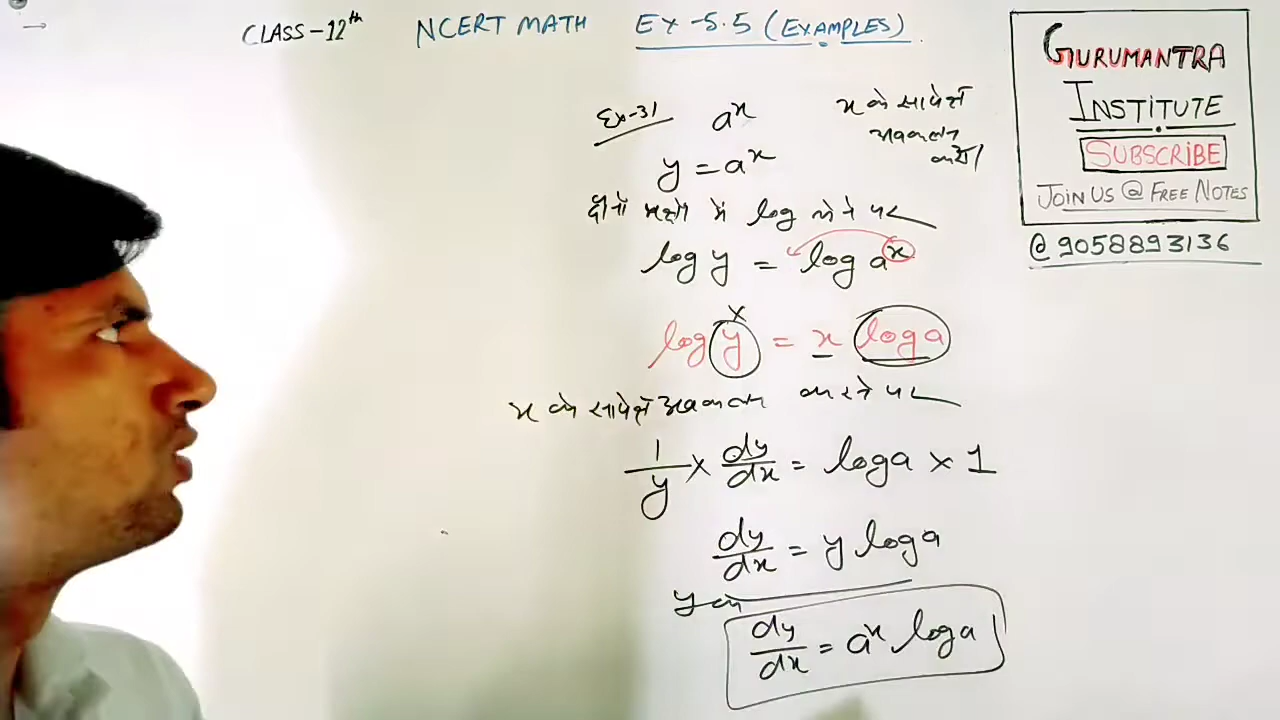 CLASS-12th NCERT MATH EX-5.5 (EXAMPLES)
GURUMANTRA
INSTITUTE
SUBSCRIBE
JOIN US @ FREE NOTES
@ 9058893136
Ex-31 a^x x के सापेक्ष
अवकलन
करो।
y = a^x
दोनों पक्षों में log लेने पर
log y = log a^x
x
log y = x log a
x के सापेक्ष अवकलन करने पर
1/y × dy/dx = log a × 1
dy/dx = y log a
y का
dy/dx = a^x log a